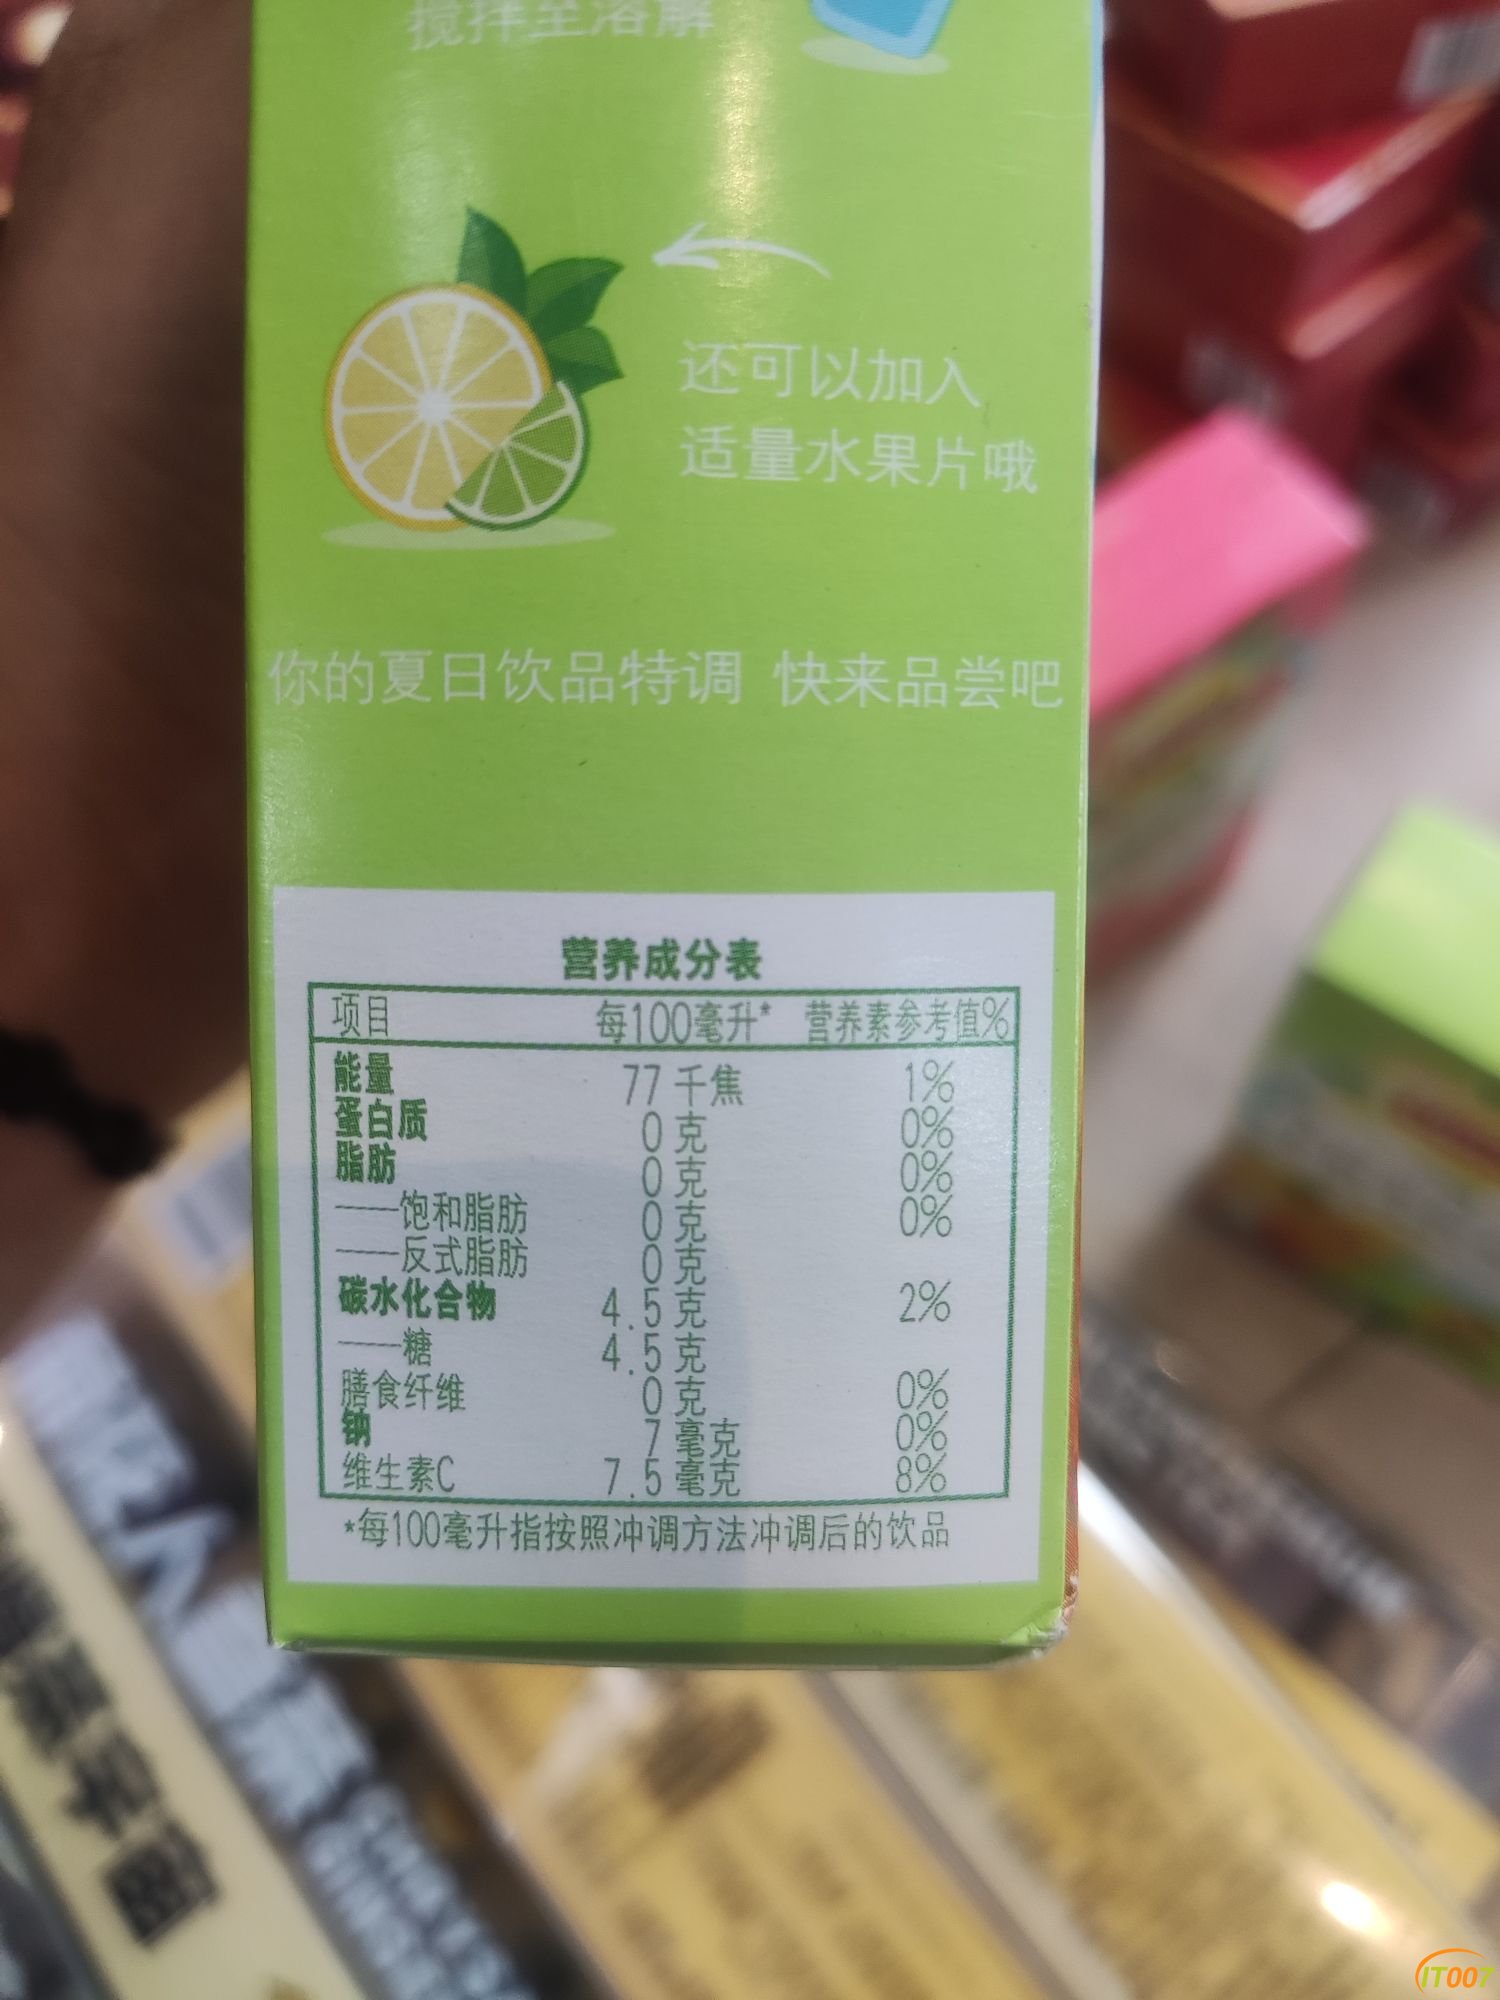 搅拌至溶解
还可以加入
适量水果片哦
你的夏日饮品特调 快来品尝吧
营养成分表
项目 每100毫升* 营养素参考值%
能量 77 千焦 1%
蛋白质 0 克 0%
脂肪 0 克 0%
——饱和脂肪 0 克 0%
——反式脂肪 0 克
碳水化合物 4.5 克 2%
——糖 4.5 克
膳食纤维 0 克 0%
钠 7 毫克 0%
维生素C 7.5 毫克 8%
*每100毫升指按照冲调方法冲调后的饮品
IT007